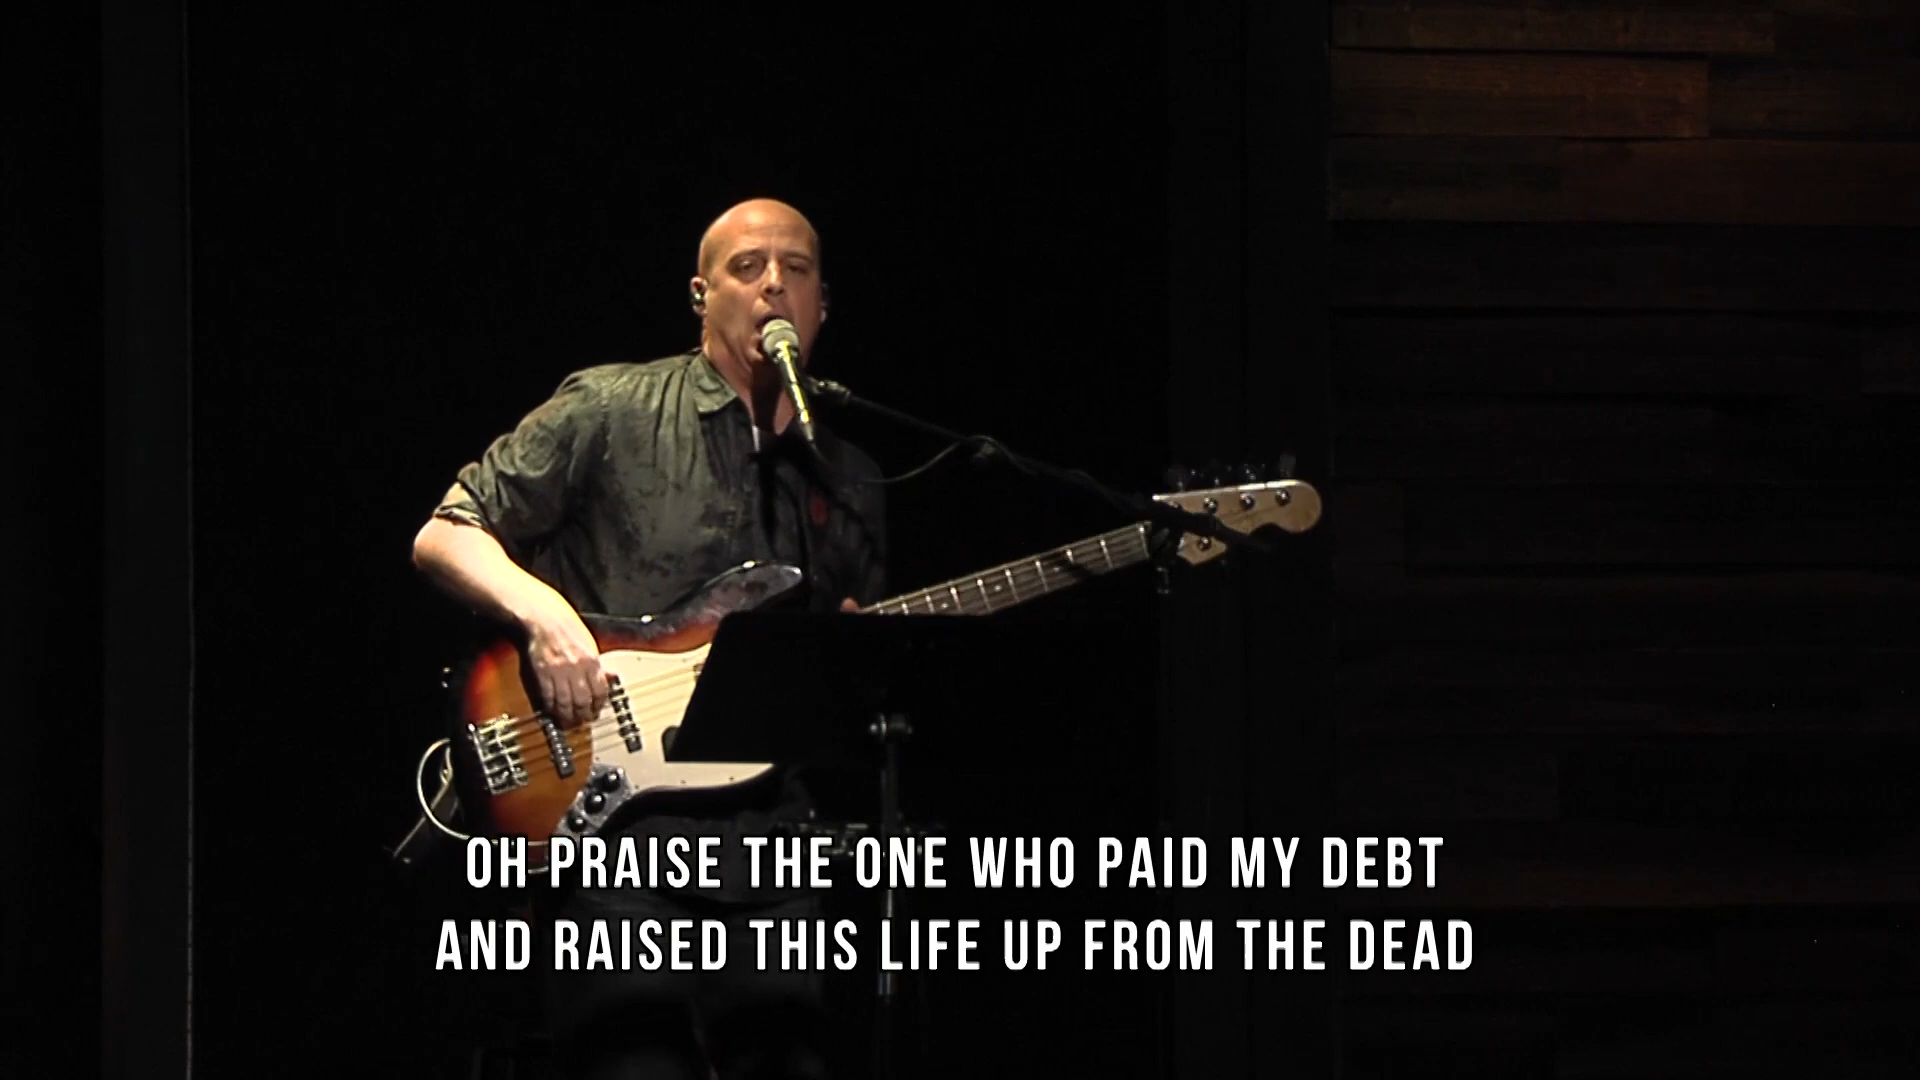 OH PRAISE THE ONE WHO PAID MY DEBT
AND RAISED THIS LIFE UP FROM THE DEAD